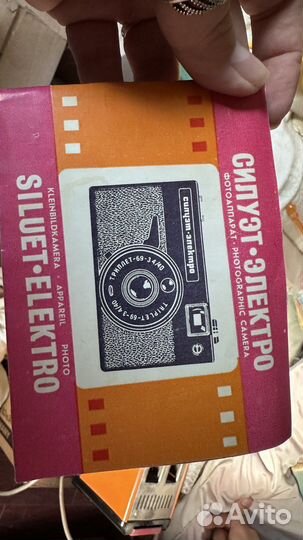 СИЛУЭТ·ЭЛЕКТРО
ФОТОАППАРАТ · PHOTOGRAPHIC CAMERA
силуэт-электро
ТРИПЛЕТ-69-3 4/40
TRIPLET-69-3 4/40
KLEINBILDKAMERA · APPAREIL PHOTO
SILUET·ELEKTRO
Avito